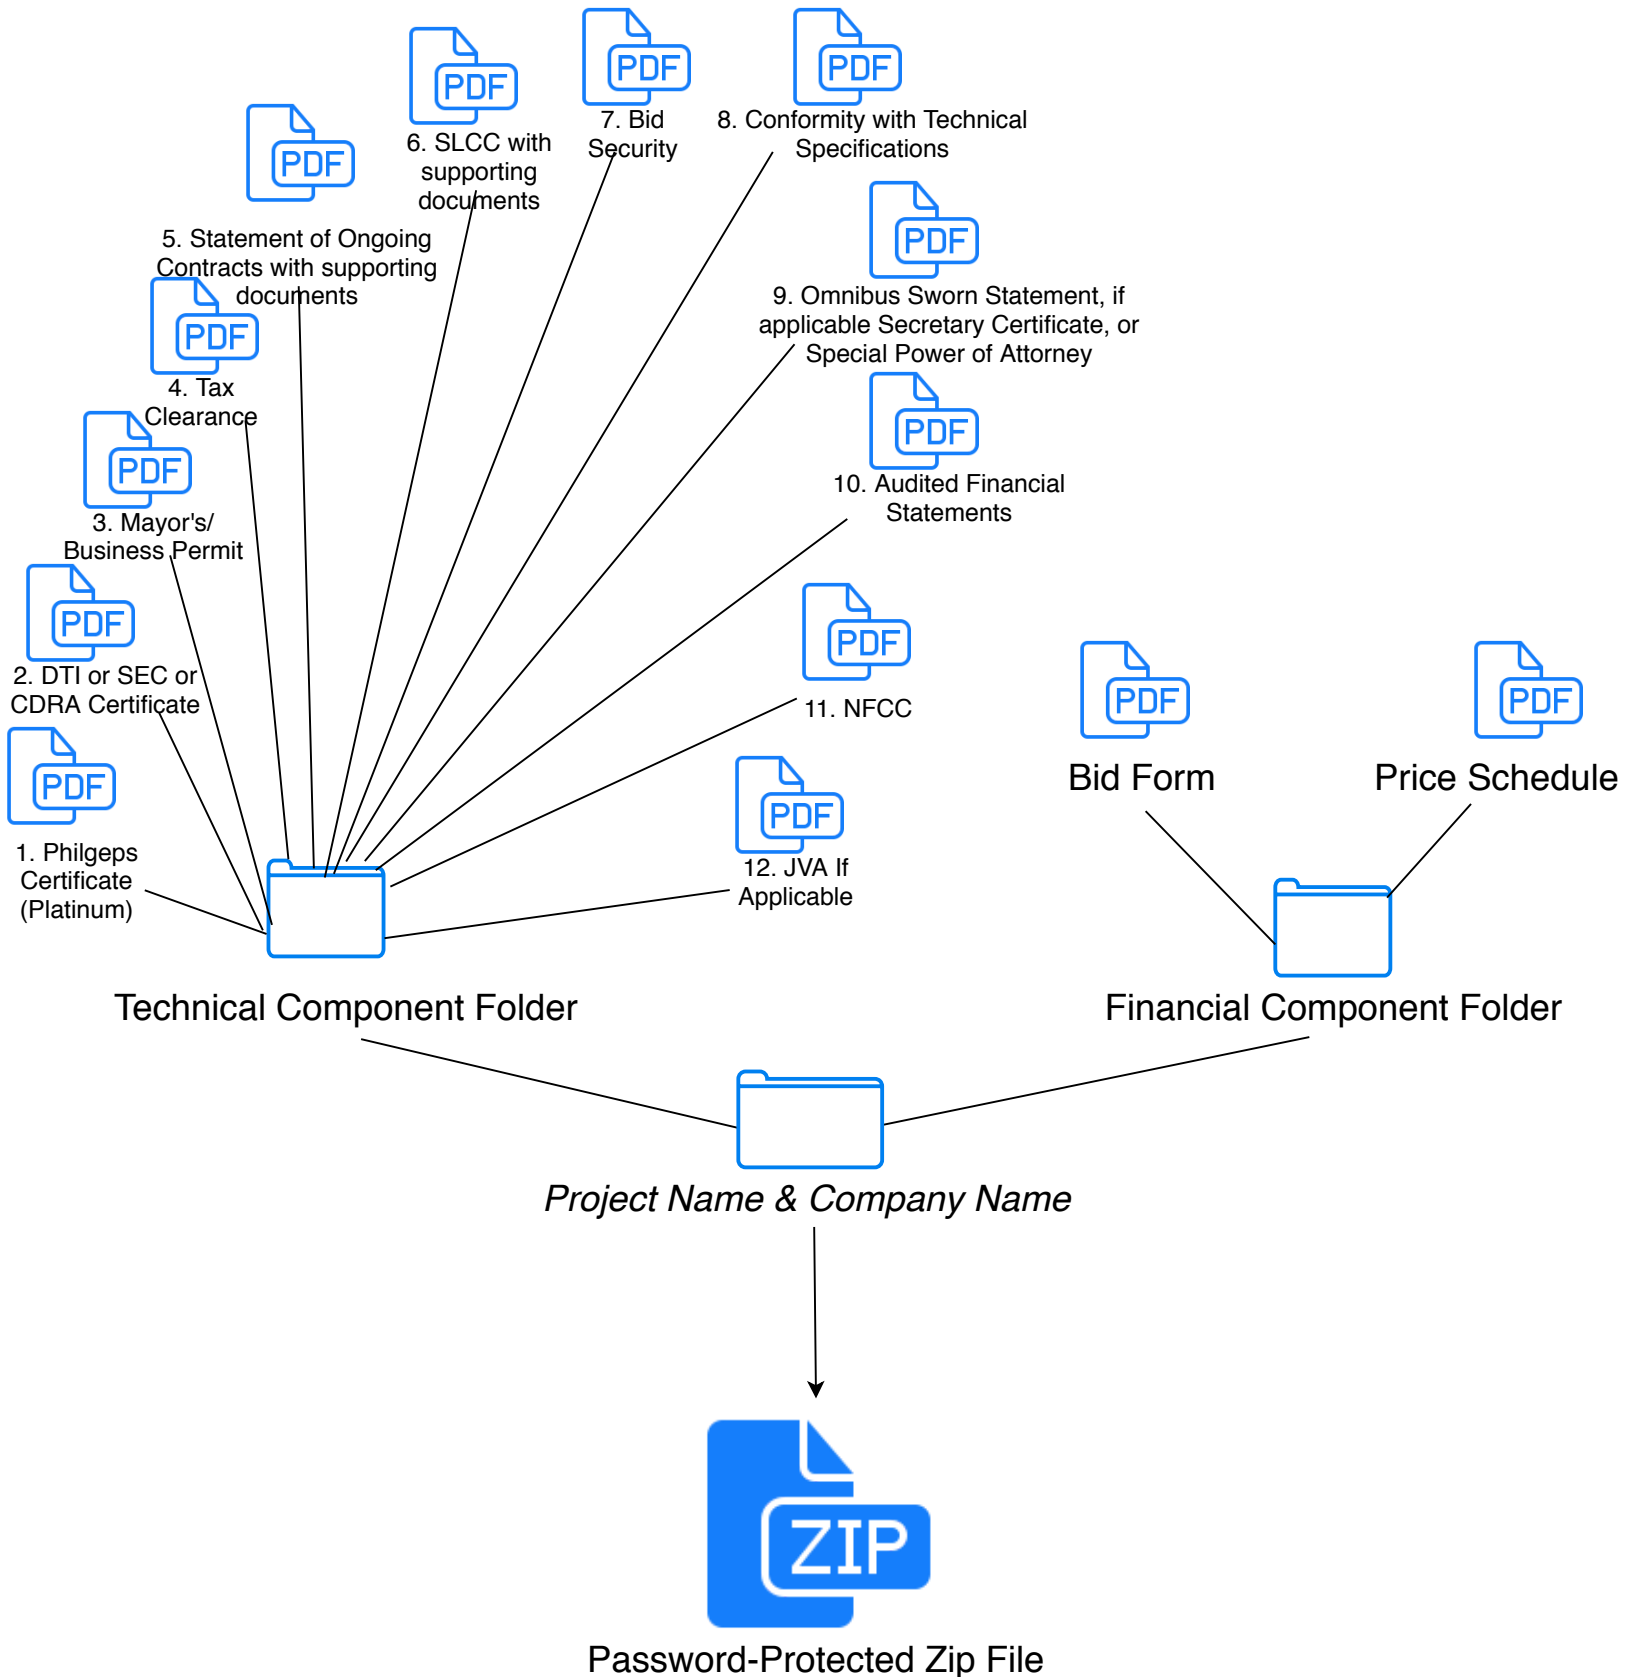 PDF
6. SLCC with
supporting
documents
PDF
7. Bid
Security
PDF
8. Conformity with Technical
Specifications
PDF
5. Statement of Ongoing
Contracts with supporting
documents
PDF
9. Omnibus Sworn Statement, if
applicable Secretary Certificate, or
Special Power of Attorney
PDF
4. Tax
Clearance
PDF
10. Audited Financial
Statements
PDF
3. Mayor's/
Business Permit
PDF
2. DTI or SEC or
CDRA Certificate
PDF
11. NFCC
PDF
1. Philgeps
Certificate
(Platinum)
PDF
12. JVA If
Applicable
PDF
Bid Form
PDF
Price Schedule
Technical Component Folder
Financial Component Folder
Project Name & Company Name
ZIP
Password-Protected Zip File